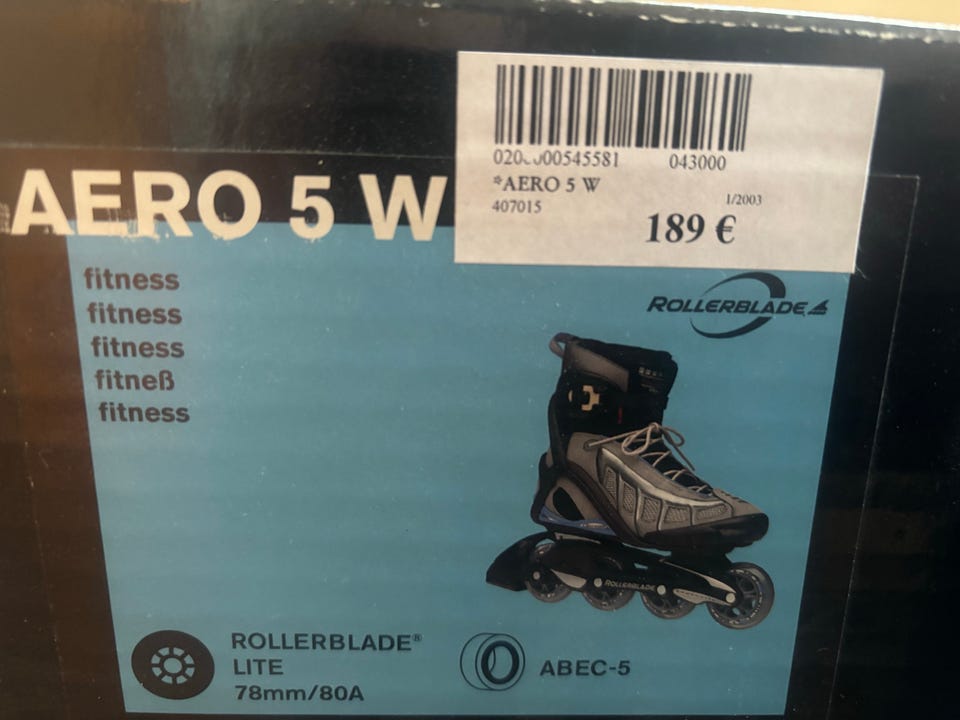 043000
*AERO 5 W
407015
1/2003
189 €
AERO 5 W
fitness
fitness
fitness
fitneß
fitness
ROLLERBLADE
ROLLERBLADE
ROLLERBLADE®
LITE
78mm/80A
ABEC-5